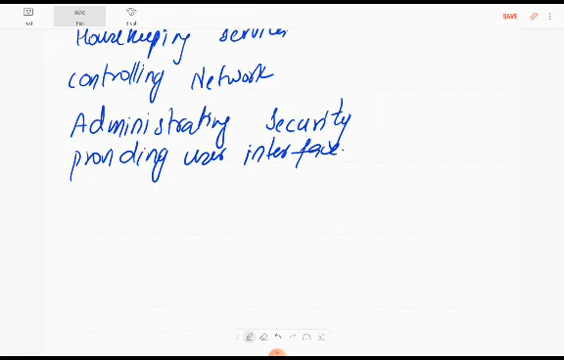 SAVE
Housekeeping services
controlling Network
Administrating security
providing user interface.